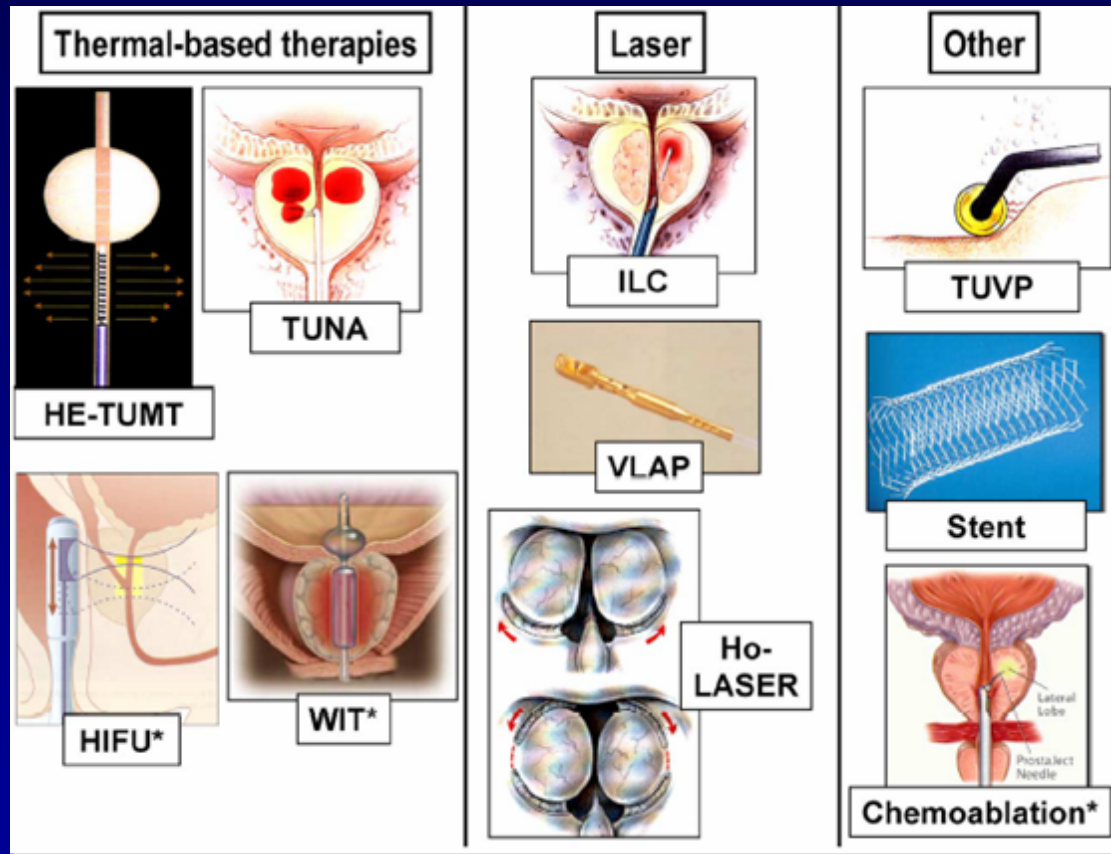 Thermal-based therapies
HE-TUMT
TUNA
HIFU*
WIT*
Laser
ILC
VLAP
Ho-
LASER
Other
TUVP
Stent
Lateral
Lobe
ProstaJect
Needle
Chemoablation*